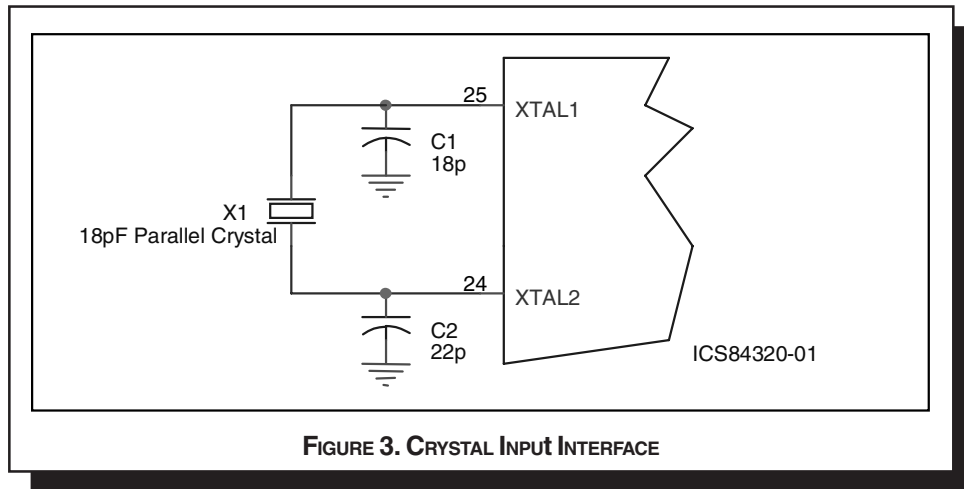 25
XTAL1
C1
18p
X1
18pF Parallel Crystal
24
XTAL2
C2
22p
ICS84320-01
FIGURE 3. CRYSTAL INPUt INTERFACE